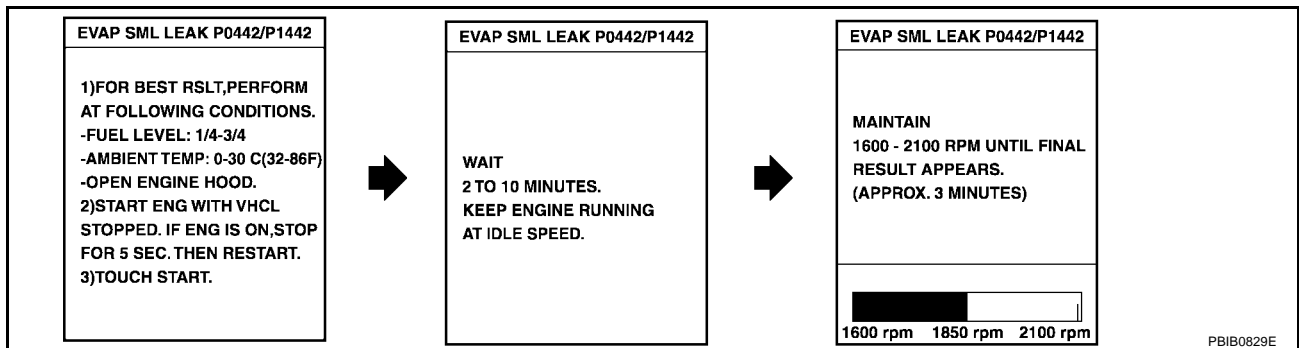 EVAP SML LEAK P0442/P1442
1)FOR BEST RSLT,PERFORM
AT FOLLOWING CONDITIONS.
-FUEL LEVEL: 1/4-3/4
-AMBIENT TEMP: 0-30 C(32-86F)
-OPEN ENGINE HOOD.
2)START ENG WITH VHCL
STOPPED. IF ENG IS ON,STOP
FOR 5 SEC. THEN RESTART.
3)TOUCH START.
EVAP SML LEAK P0442/P1442
WAIT
2 TO 10 MINUTES.
KEEP ENGINE RUNNING
AT IDLE SPEED.
EVAP SML LEAK P0442/P1442
MAINTAIN
1600 - 2100 RPM UNTIL FINAL
RESULT APPEARS.
(APPROX. 3 MINUTES)
1600 rpm 1850 rpm 2100 rpm
PBIB0829E